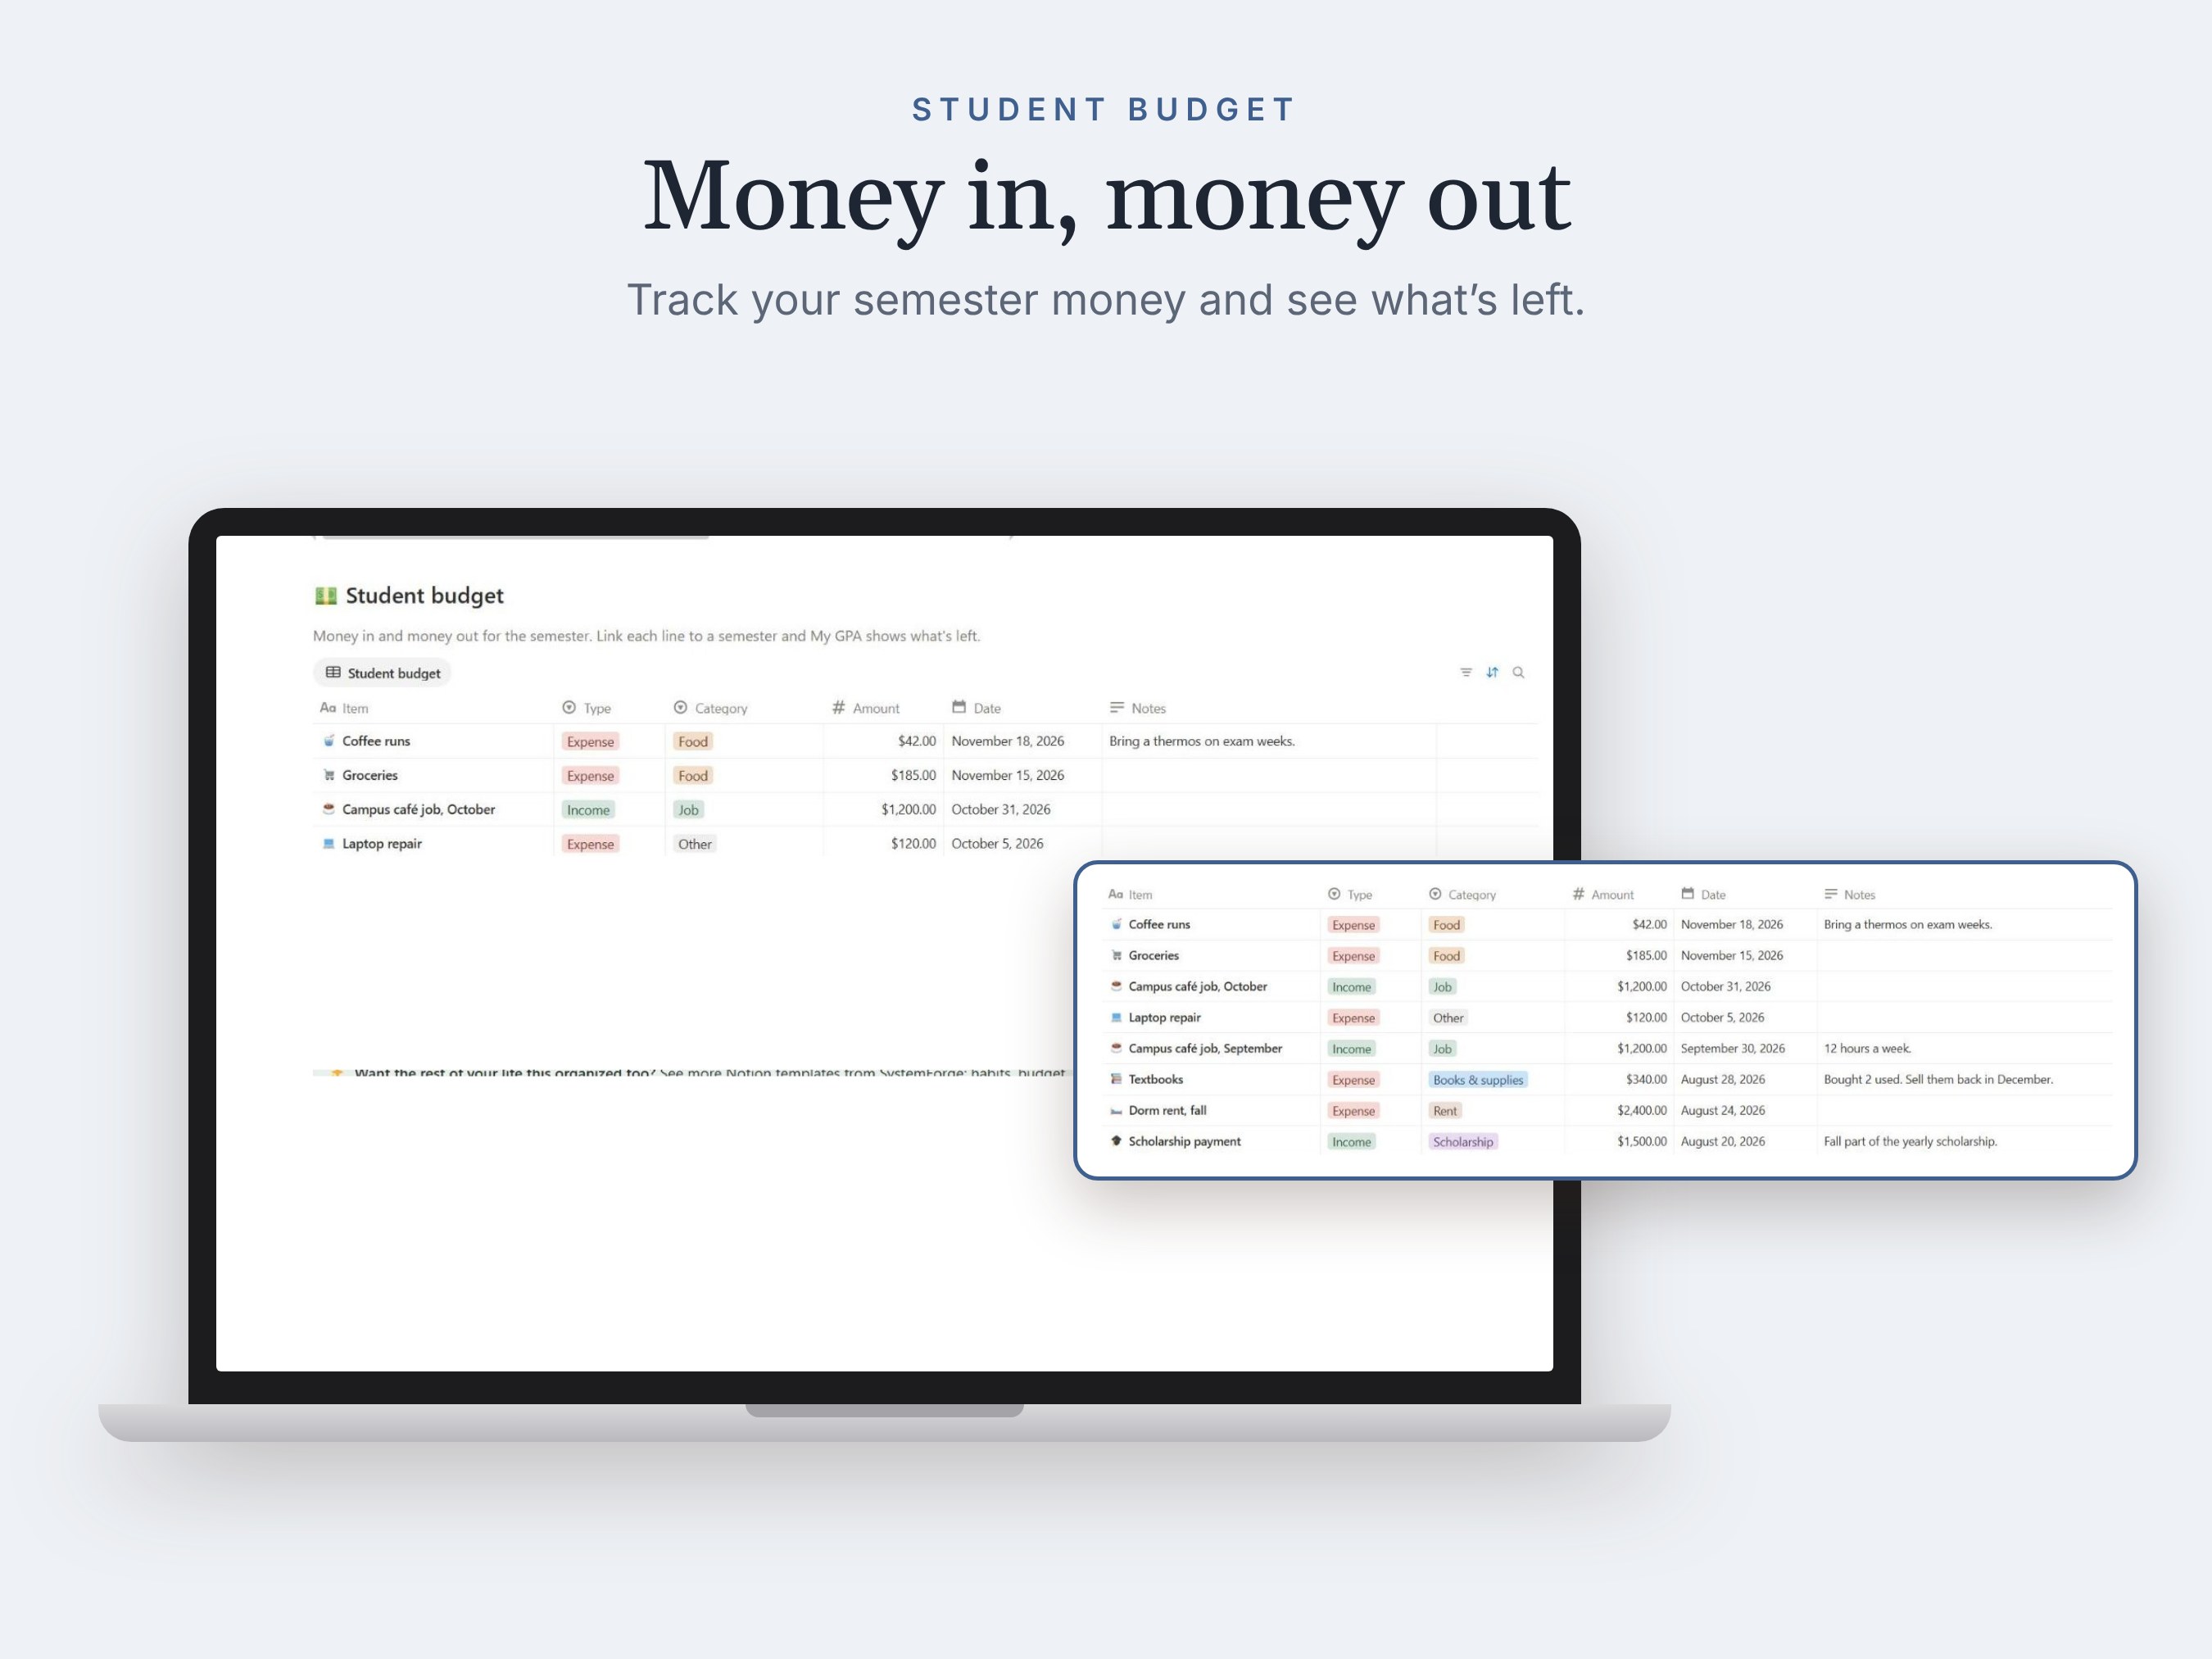 STUDENT BUDGET
Money in, money out
Track your semester money and see what’s left.
Student budget
Money in and money out for the semester. Link each line to a semester and My GPA shows what's left.
Student budget
Aa Item Type Category # Amount Date Notes
Coffee runs Expense Food $42.00 November 18, 2026 Bring a thermos on exam weeks.
Groceries Expense Food $185.00 November 15, 2026
Campus café job, October Income Job $1,200.00 October 31, 2026
Laptop repair Expense Other $120.00 October 5, 2026
Want the rest of your life this organized too? See more Notion templates from SystemForge: habits, budget
Aa Item Type Category # Amount Date Notes
Coffee runs Expense Food $42.00 November 18, 2026 Bring a thermos on exam weeks.
Groceries Expense Food $185.00 November 15, 2026
Campus café job, October Income Job $1,200.00 October 31, 2026
Laptop repair Expense Other $120.00 October 5, 2026
Campus café job, September Income Job $1,200.00 September 30, 2026 12 hours a week.
Textbooks Expense Books & supplies $340.00 August 28, 2026 Bought 2 used. Sell them back in December.
Dorm rent, fall Expense Rent $2,400.00 August 24, 2026
Scholarship payment Income Scholarship $1,500.00 August 20, 2026 Fall part of the yearly scholarship.